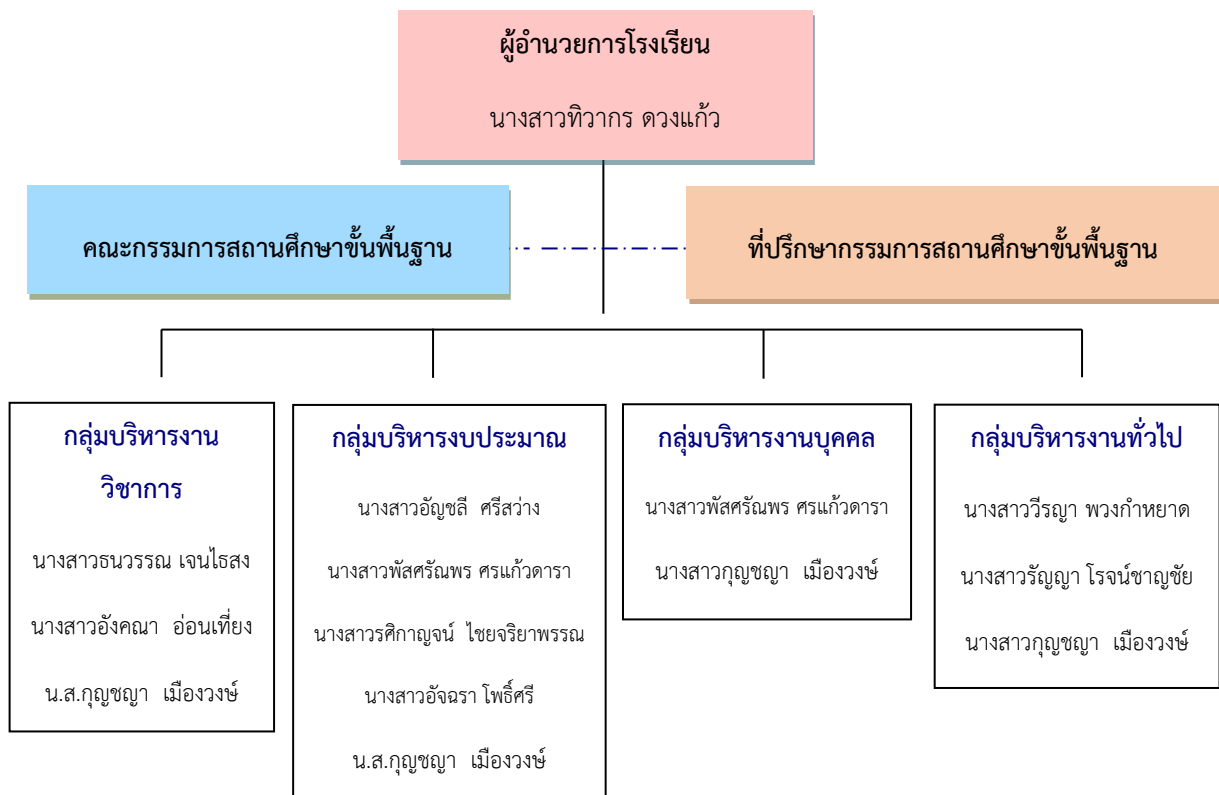 ผู้อำนวยการโรงเรียน
นางสาวทิวากร ดวงแก้ว
คณะกรรมการสถานศึกษาขั้นพื้นฐาน
ที่ปรึกษากรรมการสถานศึกษาขั้นพื้นฐาน
กลุ่มบริหารงาน
วิชาการ
นางสาวธนวรรณ เจนไธสง
นางสาวอังคณา อ่อนเที่ยง
น.ส.กุญชญา เมืองวงษ์
กลุ่มบริหารงบประมาณ
นางสาวอัญชลี ศรีสว่าง
นางสาวพัสศรัณพร ศรแก้วดารา
นางสาวรศิกาญจน์ ไชยจริยาพรรณ
นางสาวอัจฉรา โพธิ์ศรี
น.ส.กุญชญา เมืองวงษ์
กลุ่มบริหารงานบุคคล
นางสาวพัสศรัณพร ศรแก้วดารา
นางสาวกุญชญา เมืองวงษ์
กลุ่มบริหารงานทั่วไป
นางสาววีรญา พวงกำหยาด
นางสาวรัญญา โรจน์ชาญชัย
นางสาวกุญชญา เมืองวงษ์